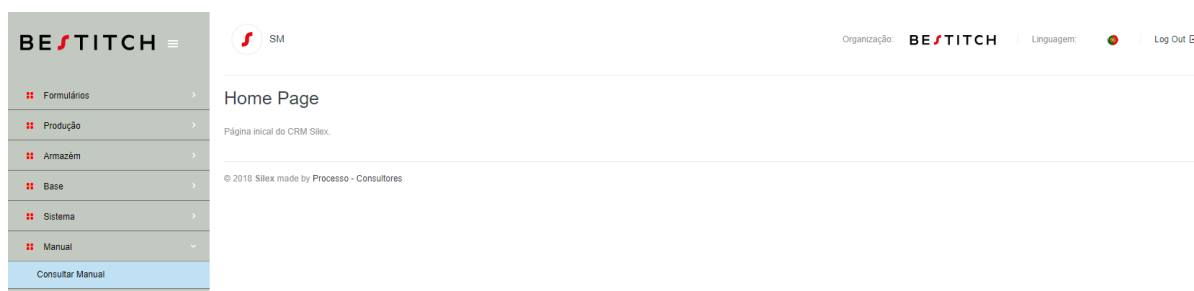 BESTITCH
SM
Organização: BESTITCH Linguagem: Log Out
Formulários
Produção
Armazém
Base
Sistema
Manual
Consultar Manual
Home Page
Página inical do CRM Silex.
© 2018 Silex made by Processo - Consultores